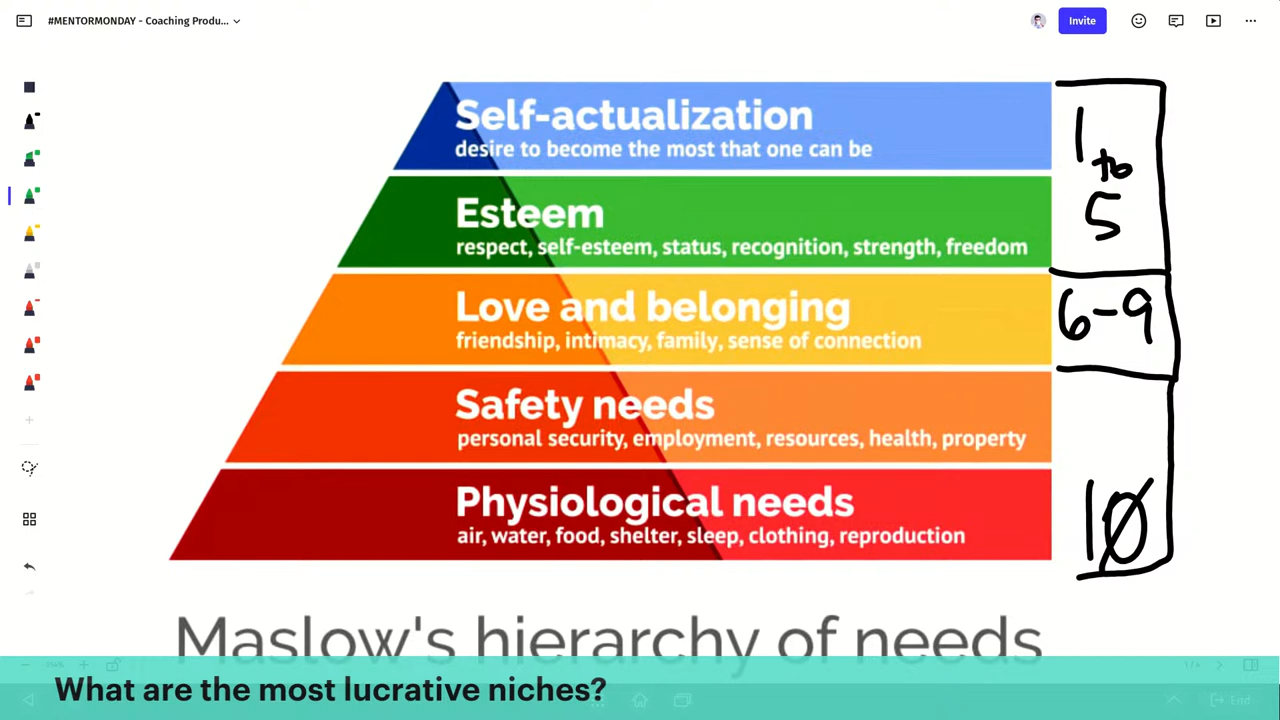 #MENTORMONDAY - Coaching Produ...
Invite
Self-actualization
desire to become the most that one can be
1
to
5
Esteem
respect, self-esteem, status, recognition, strength, freedom
Love and belonging
friendship, intimacy, family, sense of connection
6-9
Safety needs
personal security, employment, resources, health, property
Physiological needs
air, water, food, shelter, sleep, clothing, reproduction
10
Maslow's hierarchy of needs
What are the most lucrative niches?
End